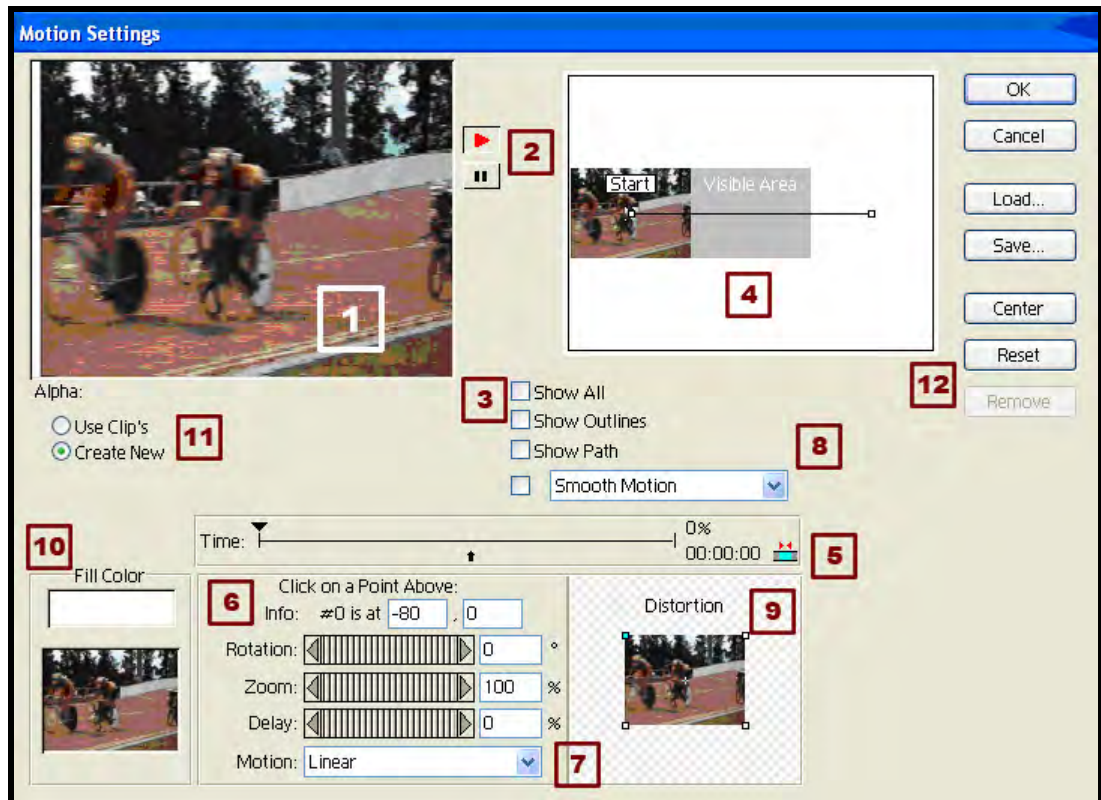 Motion Settings
1
2
Start
Visible Area
4
OK
Cancel
Load...
Save...
Center
Reset
12
Remove
Alpha:
Use Clip's
Create New
11
3
Show All
Show Outlines
Show Path
Smooth Motion
8
Time:
0%
00:00:00
5
10
Fill Color
6
Click on a Point Above:
Info: #0 is at -80 , 0
Rotation: 0 °
Zoom: 100 %
Delay: 0 %
Motion: Linear
7
Distortion
9